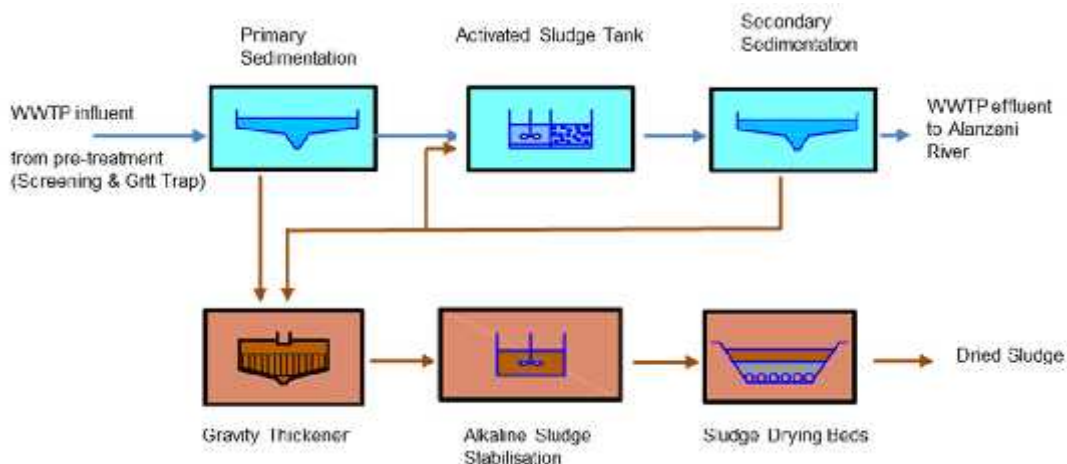 Primary
Sedimentation
Activated Sludge Tank
Secondary
Sedimentation
WWTP influent
from pre-treatment
(Screening & Grtt Trap)
WWTP effluent
to Alanzani
River
Gravity Thickener
Alkaline Sludge
Stabilisation
Sludge Drying Beds
Dried Sludge